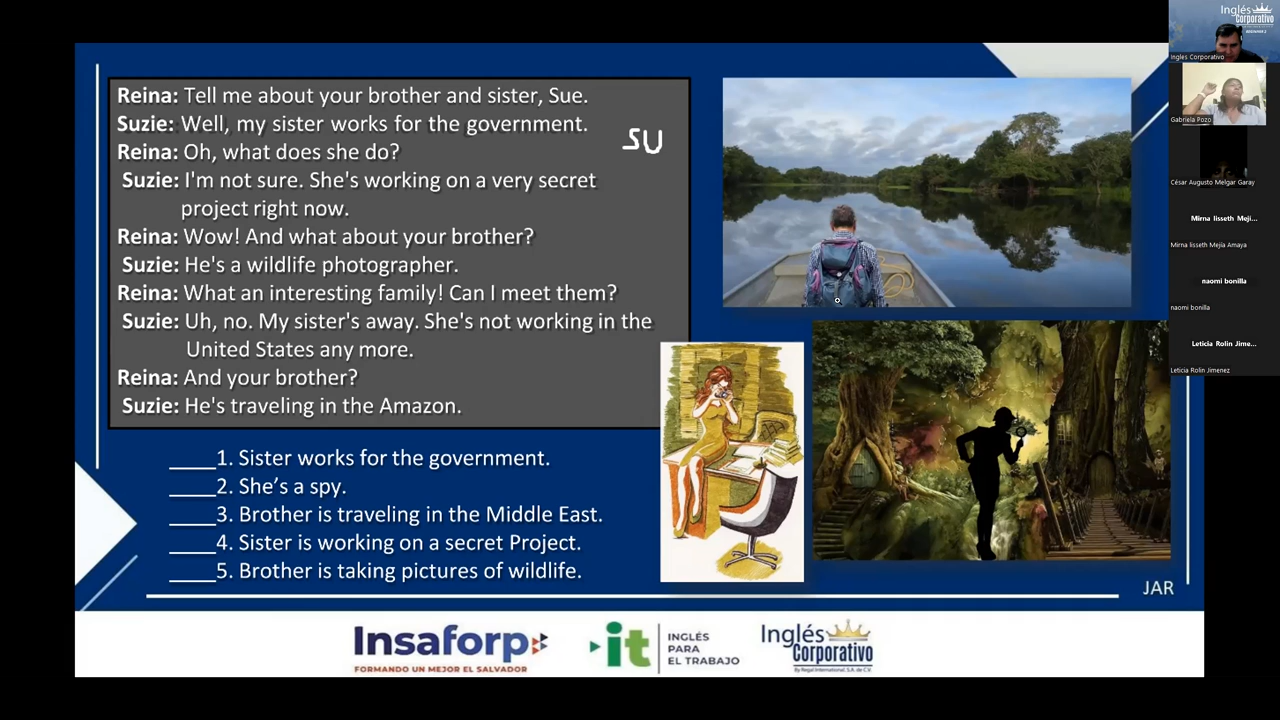 Reina: Tell me about your brother and sister, Sue.
Suzie: Well, my sister works for the government.
Reina: Oh, what does she do?
Suzie: I'm not sure. She's working on a very secret
project right now.
Reina: Wow! And what about your brother?
Suzie: He's a wildlife photographer.
Reina: What an interesting family! Can I meet them?
Suzie: Uh, no. My sister's away. She's not working in the
United States any more.
Reina: And your brother?
Suzie: He's traveling in the Amazon.
SU
____1. Sister works for the government.
____2. She's a spy.
____3. Brother is traveling in the Middle East.
____4. Sister is working on a secret Project.
____5. Brother is taking pictures of wildlife.
JAR
Insaforp
FORMANDO UN MEJOR EL SALVADOR
it
INGLÉS
PARA
EL TRABAJO
Inglés
Corporativo
By Regal International, S.A. de C.V.
Inglés
Corporativo
Ingles Corporativo
Gabriela Pozo
César Augusto Melgar Garay
Mirna lisseth Meji...
Mirna lisseth Mejía Amaya
naomi bonilla
naomi bonilla
Leticia Rolin Jime...
Leticia Rolin Jimenez